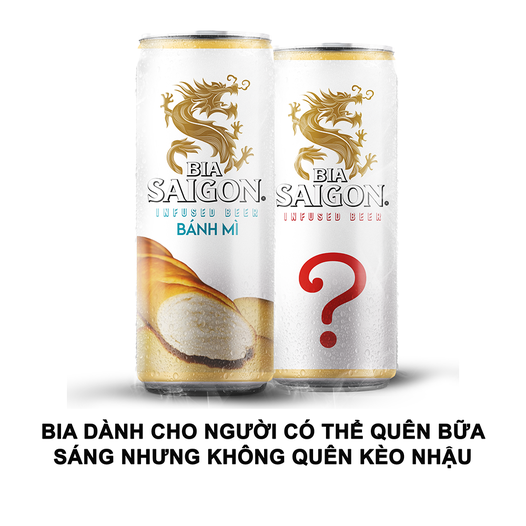 BIA
SAIGON®
INFUSED BEER
BÁNH MÌ
BIA
SAIGON®
INFUSED BEER
?
BIA DÀNH CHO NGƯỜI CÓ THỂ QUÊN BỮA
SÁNG NHƯNG KHÔNG QUÊN KÈO NHẬU